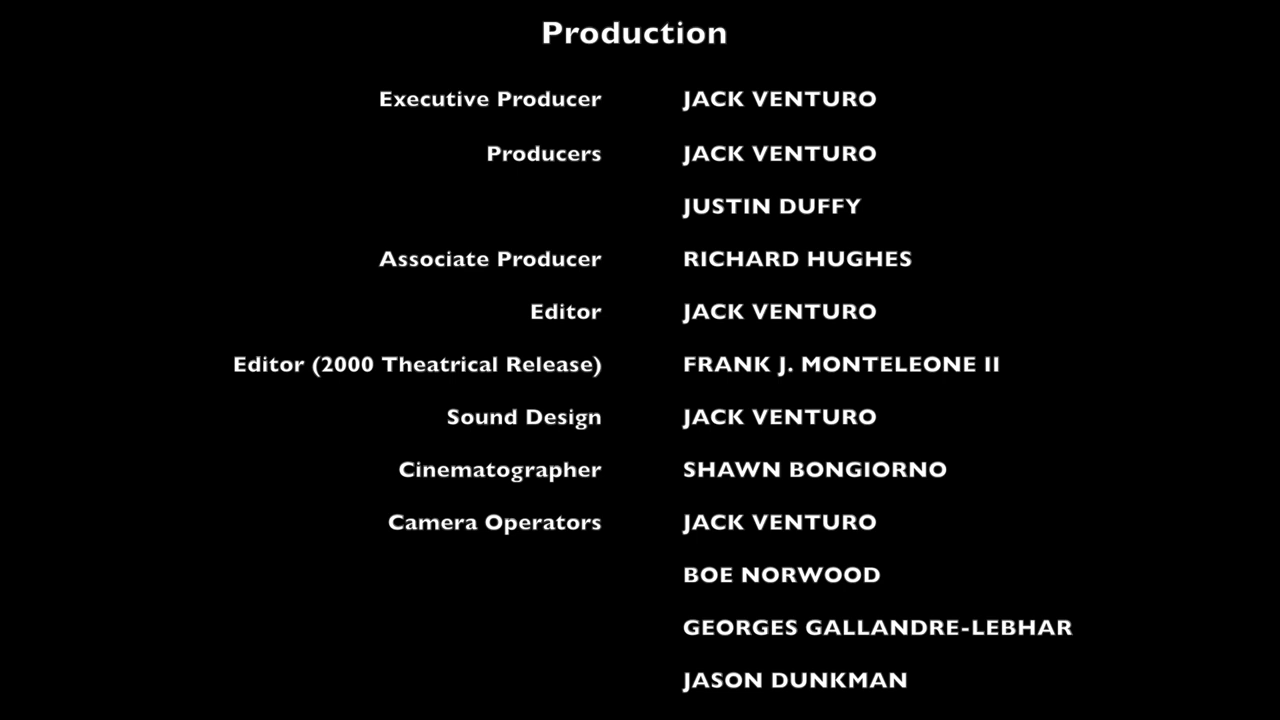 Production
Executive Producer JACK VENTURO
Producers JACK VENTURO
JUSTIN DUFFY
Associate Producer RICHARD HUGHES
Editor JACK VENTURO
Editor (2000 Theatrical Release) FRANK J. MONTELEONE II
Sound Design JACK VENTURO
Cinematographer SHAWN BONGIORNO
Camera Operators JACK VENTURO
BOE NORWOOD
GEORGES GALLANDRE-LEBHAR
JASON DUNKMAN